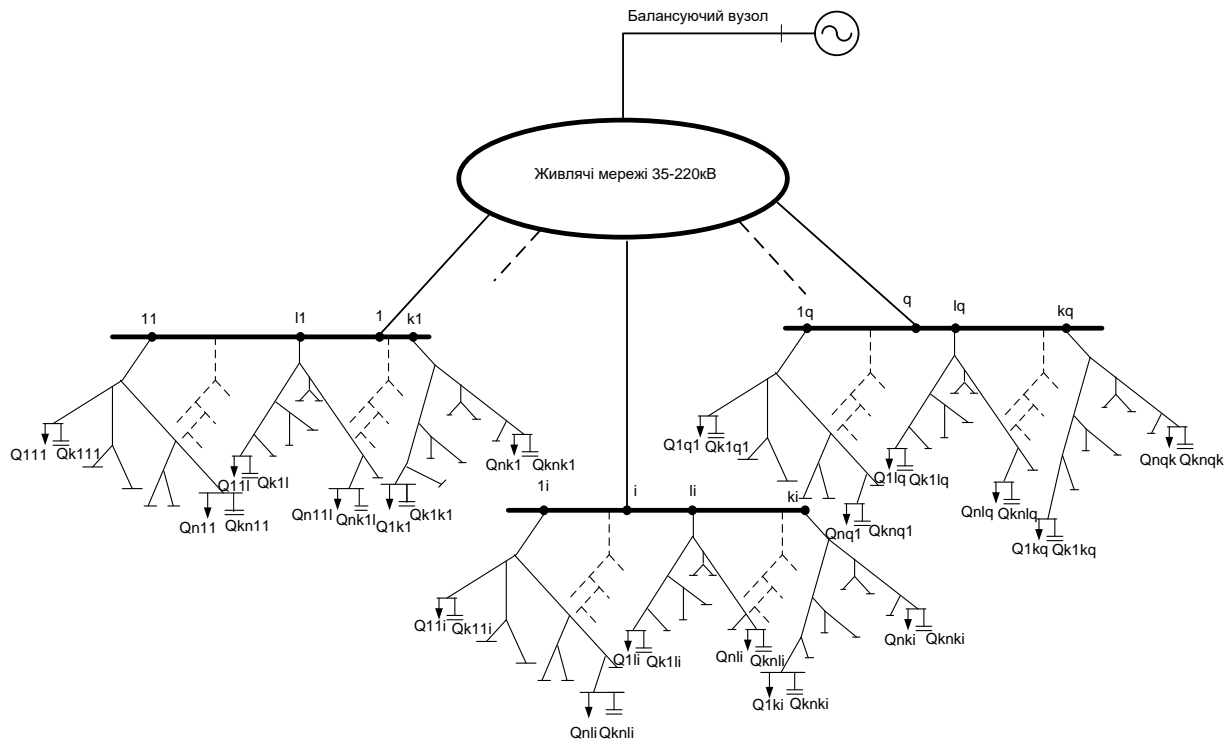 Балансуючий вузол
Живлячі мережі 35-220кВ
11
l1
1
k1
1q
q
lq
kq
Q111
Qk111
Q11l
Qk1l
Qn11
Qkn11
Qn11l
Qnk1l
Q1k1
Qk1k1
Qnk1
Qknk1
Q1q1
Qk1q1
Q1lq
Qk1lq
Qnq1
Qknq1
Qnlq
Qknlq
Q1kq
Qk1kq
Qnqk
Qknqk
1i
i
li
ki
Q11i
Qk11i
Q1li
Qk1li
Qnli
Qknli
Qnki
Qknki
Q1ki
Qknki
Qnli
Qknli